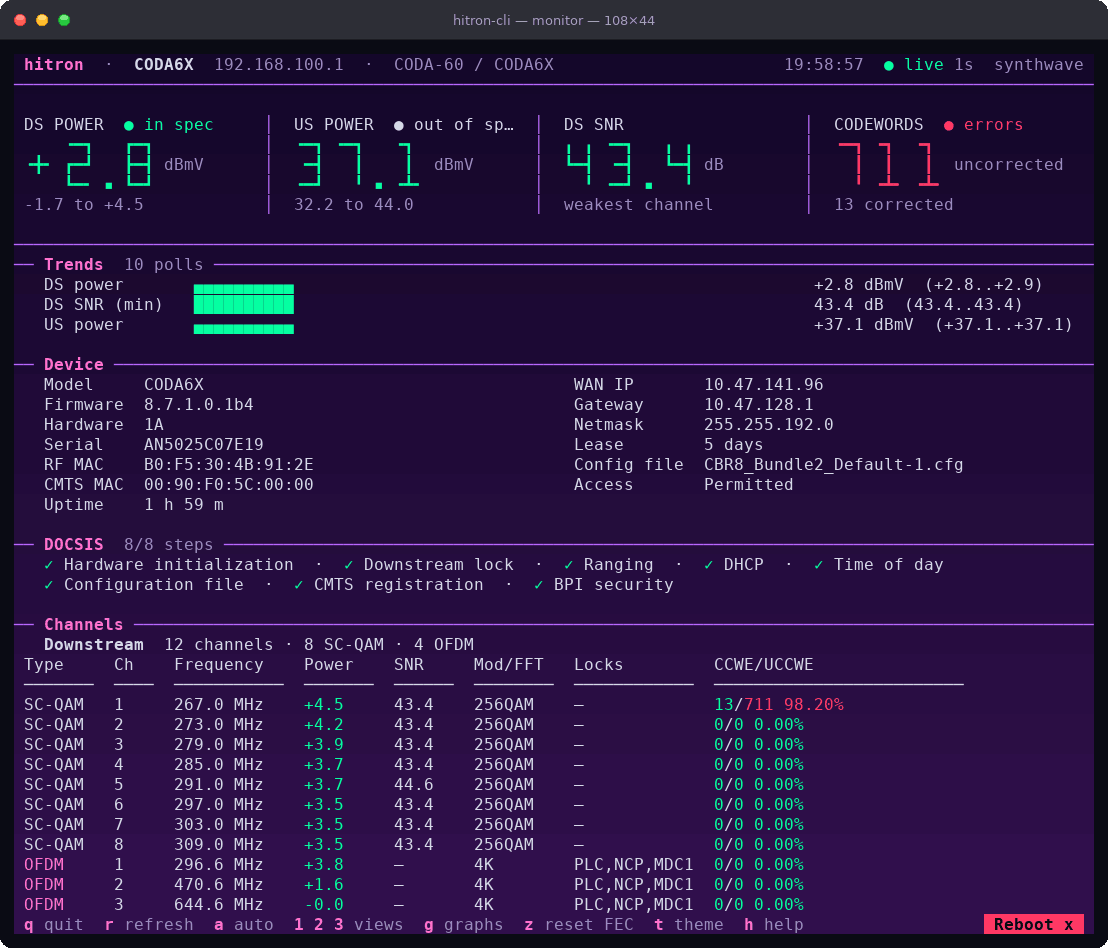 hitron-cli — monitor — 108×44
hitron · CODA6X 192.168.100.1 · CODA-60 / CODA6X 19:58:57 ● live 1s synthwave
DS POWER ● in spec US POWER ● out of sp… DS SNR CODEWORDS ● errors
+2.8 dBmV 37.1 dBmV 43.4 dB 711 uncorrected
-1.7 to +4.5 32.2 to 44.0 weakest channel 13 corrected
Trends 10 polls
DS power +2.8 dBmV (+2.8..+2.9)
DS SNR (min) 43.4 dB (43.4..43.4)
US power +37.1 dBmV (+37.1..+37.1)
Device
Model CODA6X WAN IP 10.47.141.96
Firmware 8.7.1.0.1b4 Gateway 10.47.128.1
Hardware 1A Netmask 255.255.192.0
Serial AN5025C07E19 Lease 5 days
RF MAC B0:F5:30:4B:91:2E Config file CBR8_Bundle2_Default-1.cfg
CMTS MAC 00:90:F0:5C:00:00 Access Permitted
Uptime 1 h 59 m
DOCSIS 8/8 steps
✓ Hardware initialization · ✓ Downstream lock · ✓ Ranging · ✓ DHCP · ✓ Time of day
✓ Configuration file · ✓ CMTS registration · ✓ BPI security
Channels
Downstream 12 channels · 8 SC-QAM · 4 OFDM
Type Ch Frequency Power SNR Mod/FFT Locks CCWE/UCCWE
SC-QAM 1 267.0 MHz +4.5 43.4 256QAM — 13/711 98.20%
SC-QAM 2 273.0 MHz +4.2 43.4 256QAM — 0/0 0.00%
SC-QAM 3 279.0 MHz +3.9 43.4 256QAM — 0/0 0.00%
SC-QAM 4 285.0 MHz +3.7 43.4 256QAM — 0/0 0.00%
SC-QAM 5 291.0 MHz +3.7 44.6 256QAM — 0/0 0.00%
SC-QAM 6 297.0 MHz +3.5 43.4 256QAM — 0/0 0.00%
SC-QAM 7 303.0 MHz +3.5 43.4 256QAM — 0/0 0.00%
SC-QAM 8 309.0 MHz +3.5 43.4 256QAM — 0/0 0.00%
OFDM 1 296.6 MHz +3.8 — 4K PLC,NCP,MDC1 0/0 0.00%
OFDM 2 470.6 MHz +1.6 — 4K PLC,NCP,MDC1 0/0 0.00%
OFDM 3 644.6 MHz -0.0 — 4K PLC,NCP,MDC1 0/0 0.00%
q quit r refresh a auto 1 2 3 views g graphs z reset FEC t theme h help Reboot x